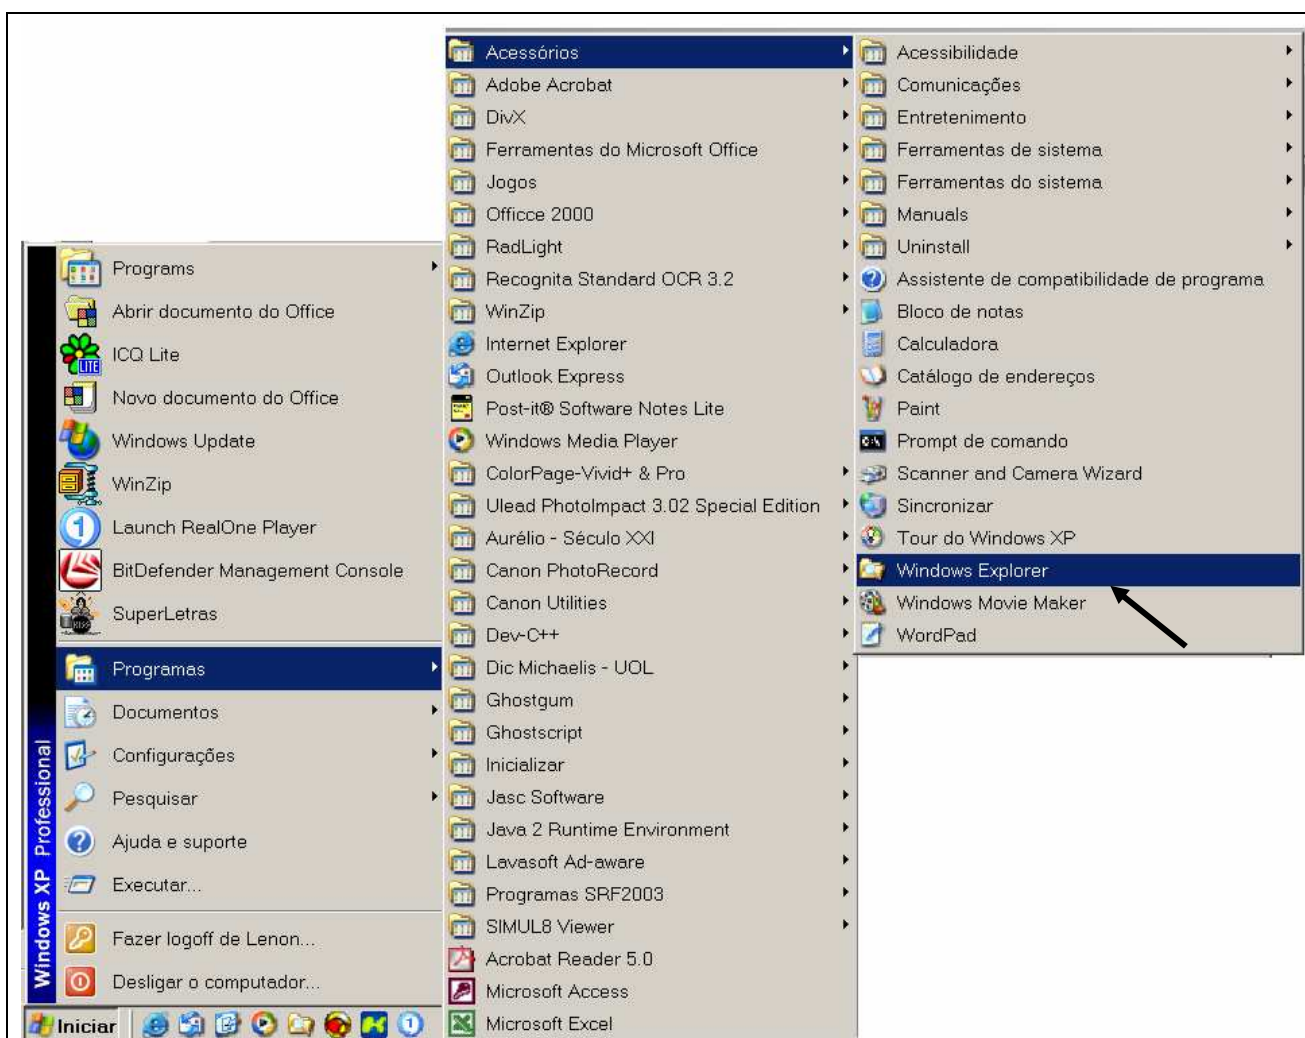 Programs
Abrir documento do Office
ICQ Lite
LITE
Novo documento do Office
Windows Update
WinZip
Launch RealOne Player
BitDefender Management Console
SuperLetras
Programas
Documentos
Configurações
Pesquisar
Ajuda e suporte
Executar...
Fazer logoff de Lenon...
Desligar o computador...
Windows XP Professional
Iniciar
Acessórios
Adobe Acrobat
DivX
Ferramentas do Microsoft Office
Jogos
Officce 2000
RadLight
Recognita Standard OCR 3.2
WinZip
Internet Explorer
Outlook Express
Post-it® Software Notes Lite
Windows Media Player
ColorPage-Vivid+ & Pro
Ulead PhotoImpact 3.02 Special Edition
Aurélio - Século XXI
Canon PhotoRecord
Canon Utilities
Dev-C++
Dic Michaelis - UOL
Ghostgum
Ghostscript
Inicializar
Jasc Software
Java 2 Runtime Environment
Lavasoft Ad-aware
Programas SRF2003
SIMUL8 Viewer
Acrobat Reader 5.0
Microsoft Access
Microsoft Excel
Acessibilidade
Comunicações
Entretenimento
Ferramentas de sistema
Ferramentas do sistema
Manuals
Uninstall
Assistente de compatibilidade de programa
Bloco de notas
Calculadora
Catálogo de endereços
Paint
Prompt de comando
Scanner and Camera Wizard
Sincronizar
Tour do Windows XP
Windows Explorer
Windows Movie Maker
WordPad